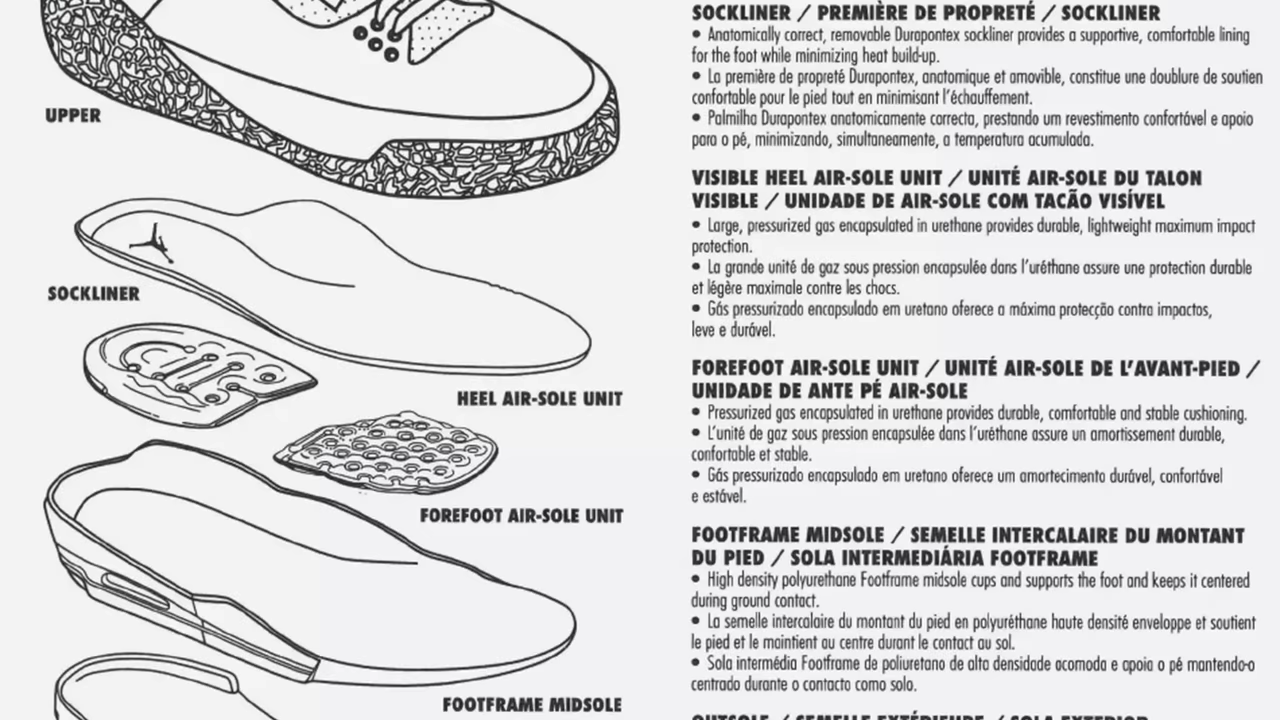 UPPER
SOCKLINER
HEEL AIR-SOLE UNIT
FOREFOOT AIR-SOLE UNIT
FOOTFRAME MIDSOLE
SOCKLINER / PREMIÈRE DE PROPRETÉ / SOCKLINER
• Anatomically correct, removable Durapontex sockliner provides a supportive, comfortable lining
for the foot while minimizing heat build-up.
• La première de propreté Durapontex, anatomique et amovible, constitue une doublure de soutien
confortable pour le pied tout en minimisant l'échauffement.
• Palmilha Durapontex anatomicamente correcta, prestando um revestimento confortável e apoio
para o pé, minimizando, simultaneamente, a temperatura acumulada.
VISIBLE HEEL AIR-SOLE UNIT / UNITÉ AIR-SOLE DU TALON
VISIBLE / UNIDADE DE AIR-SOLE COM TACÃO VISÍVEL
• Large, pressurized gas encapsulated in urethane provides durable, lightweight maximum impact
protection.
• La grande unité de gaz sous pression encapsulée dans l'uréthane assure une protection durable
et légère maximale contre les chocs.
• Gás pressurizado encapsulado em uretano oferece a máxima protecção contra impactos,
leve e durável.
FOREFOOT AIR-SOLE UNIT / UNITÉ AIR-SOLE DE L'AVANT-PIED /
UNIDADE DE ANTE PÉ AIR-SOLE
• Pressurized gas encapsulated in urethane provides durable, comfortable and stable cushioning.
• L'unité de gaz sous pression encapsulée dans l'uréthane assure un amortissement durable,
confortable et stable.
• Gás pressurizado encapsulado em uretano oferece um amortecimento durável, confortável
e estável.
FOOTFRAME MIDSOLE / SEMELLE INTERCALAIRE DU MONTANT
DU PIED / SOLA INTERMEDIÁRIA FOOTFRAME
• High density polyurethane Footframe midsole cups and supports the foot and keeps it centered
during ground contact.
• La semelle intercalaire du montant du pied en polyuréthane haute densité enveloppe et soutient
le pied et le maintient au centre durant le contact au sol.
• Sola intermédia Footframe de poliuretano de alta densidade acomoda e apoia o pé mantendo-o
centrado durante o contacto como solo.
OUTSOLE / SEMELLE EXTÉRIEURE / SOLA EXTERIOR